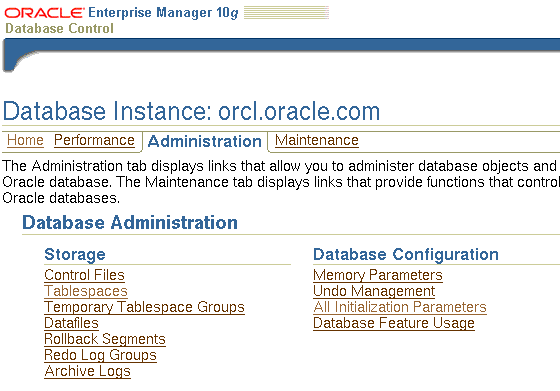 ORACLE Enterprise Manager 10g
Database Control
Database Instance: orcl.oracle.com
Home Performance Administration Maintenance
The Administration tab displays links that allow you to administer database objects and
Oracle database. The Maintenance tab displays links that provide functions that control
Oracle databases.
Database Administration
Storage
Control Files
Tablespaces
Temporary Tablespace Groups
Datafiles
Rollback Segments
Redo Log Groups
Archive Logs
Database Configuration
Memory Parameters
Undo Management
All Initialization Parameters
Database Feature Usage